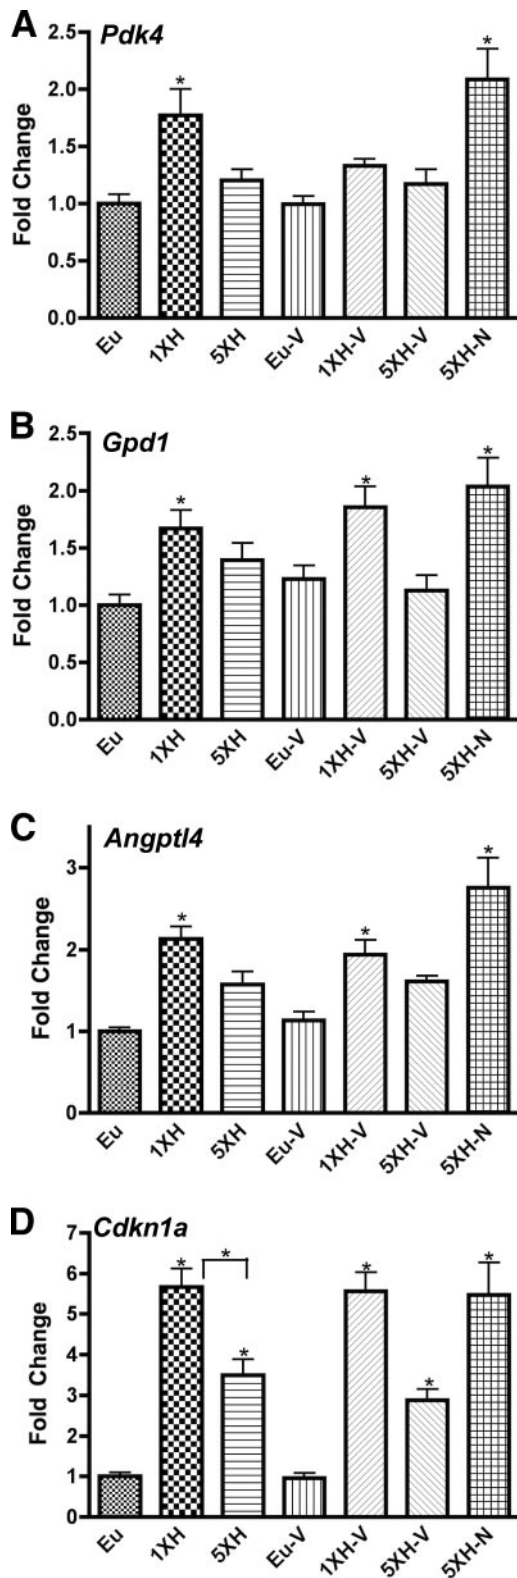 A
Pdk4
Fold Change
2.5
2.0
1.5
1.0
0.5
0.0
*
*
Eu 1XH 5XH Eu-V 1XH-V 5XH-V 5XH-N
B
Gpd1
Fold Change
2.5
2.0
1.5
1.0
0.5
0.0
*
*
*
Eu 1XH 5XH Eu-V 1XH-V 5XH-V 5XH-N
C
Angptl4
Fold Change
3
2
1
0
*
*
*
Eu 1XH 5XH Eu-V 1XH-V 5XH-V 5XH-N
D
Cdkn1a
Fold Change
7
6
5
4
3
2
1
0
*
*
*
*
*
*
Eu 1XH 5XH Eu-V 1XH-V 5XH-V 5XH-N